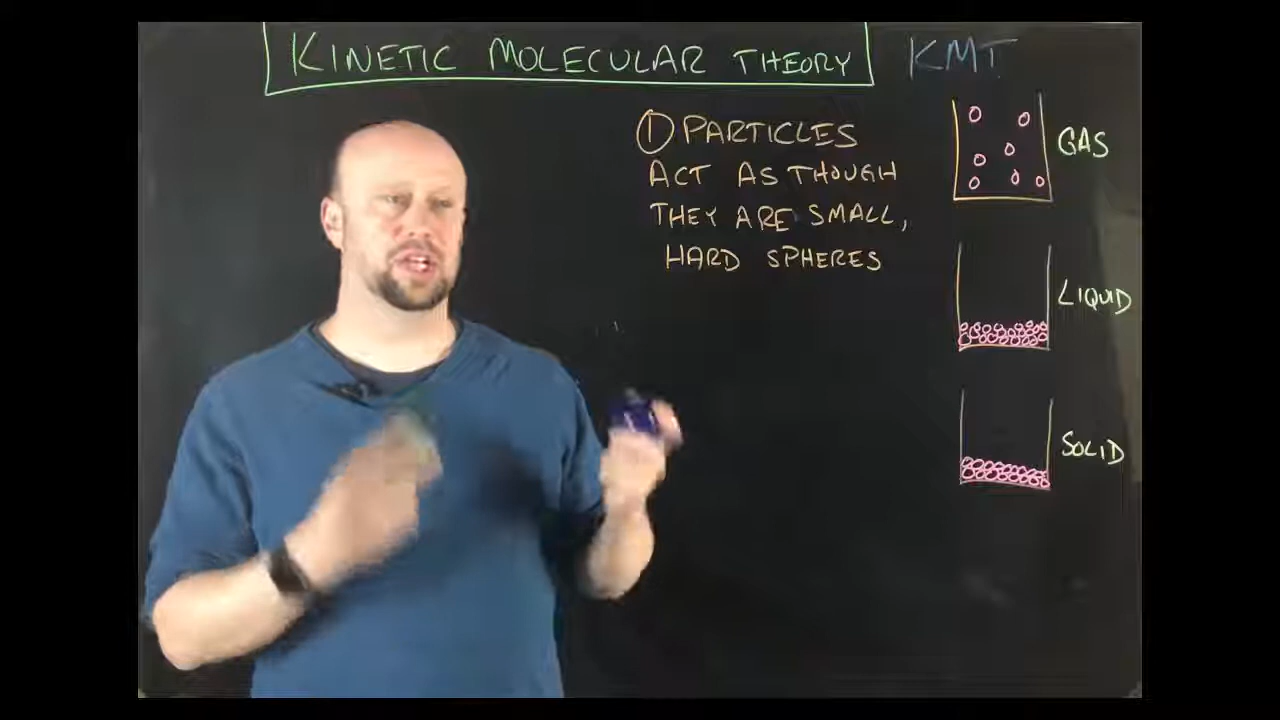 KINETIC MOLECULAR THEORY KMT
① PARTICLES
ACT AS THOUGH
THEY ARE SMALL,
HARD SPHERES
GAS
LIQUID
SOLID